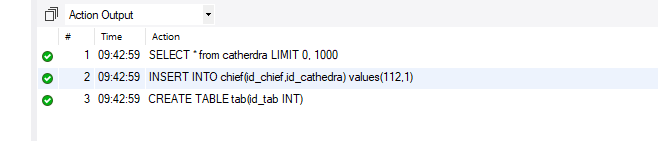 Action Output
# Time Action
1 09:42:59 SELECT * from catherdra LIMIT 0, 1000
2 09:42:59 INSERT INTO chief(id_chief,id_cathedra) values(112,1)
3 09:42:59 CREATE TABLE tab(id_tab INT)